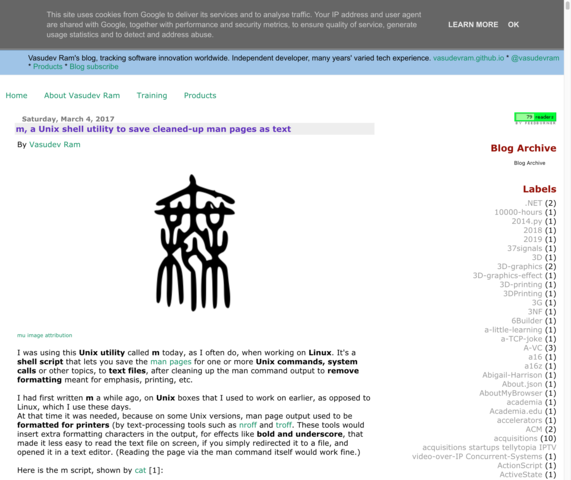 This site uses cookies from Google to deliver its services and to analyse traffic. Your IP address and user agent
are shared with Google, together with performance and security metrics, to ensure quality of service, generate
usage statistics and to detect and address abuse.
LEARN MORE OK
Vasudev Ram's blog, tracking software innovation worldwide. Independent developer, many years' varied tech experience. vasudevram.github.io * @vasudevram
* Products * Blog subscribe
Home About Vasudev Ram Training Products
Saturday, March 4, 2017
m, a Unix shell utility to save cleaned-up man pages as text
By Vasudev Ram
mu image attribution
I was using this Unix utility called m today, as I often do, when working on Linux. It's a
shell script that lets you save the man pages for one or more Unix commands, system
calls or other topics, to text files, after cleaning up the man command output to remove
formatting meant for emphasis, printing, etc.
I had first written m a while ago, on Unix boxes that I used to work on earlier, as opposed to
Linux, which I use these days.
At that time it was needed, because on some Unix versions, man page output used to be
formatted for printers (by text-processing tools such as nroff and troff. These tools would
insert extra formatting characters in the output, for effects like bold and underscore, that
made it less easy to read the text file on screen, if you simply redirected it to a file, and
opened it in a text editor. (Reading the page via the man command itself would work fine.)
Here is the m script, shown by cat [1]:
79 readers
BY FEEDBURNER
Blog Archive
Blog Archive
Labels
.NET (2)
10000-hours (1)
2014.py (1)
2018 (1)
2019 (1)
37signals (1)
3D (1)
3D-graphics (2)
3D-graphics-effect (1)
3D-printing (1)
3DPrinting (1)
3G (1)
3NF (1)
6Builder (1)
a-little-learning (1)
a-TCP-joke (1)
A-VC (3)
a16 (1)
a16z (1)
Abigail-Harrison (1)
About.json (1)
AboutMyBrowser (1)
academia (1)
Academia.edu (1)
accelerators (1)
ACM (2)
acquisitions (10)
acquisitions startups tellytopia IPTV
video-over-IP Concurrent-Systems (1)
ActionScript (1)
ActiveState (1)